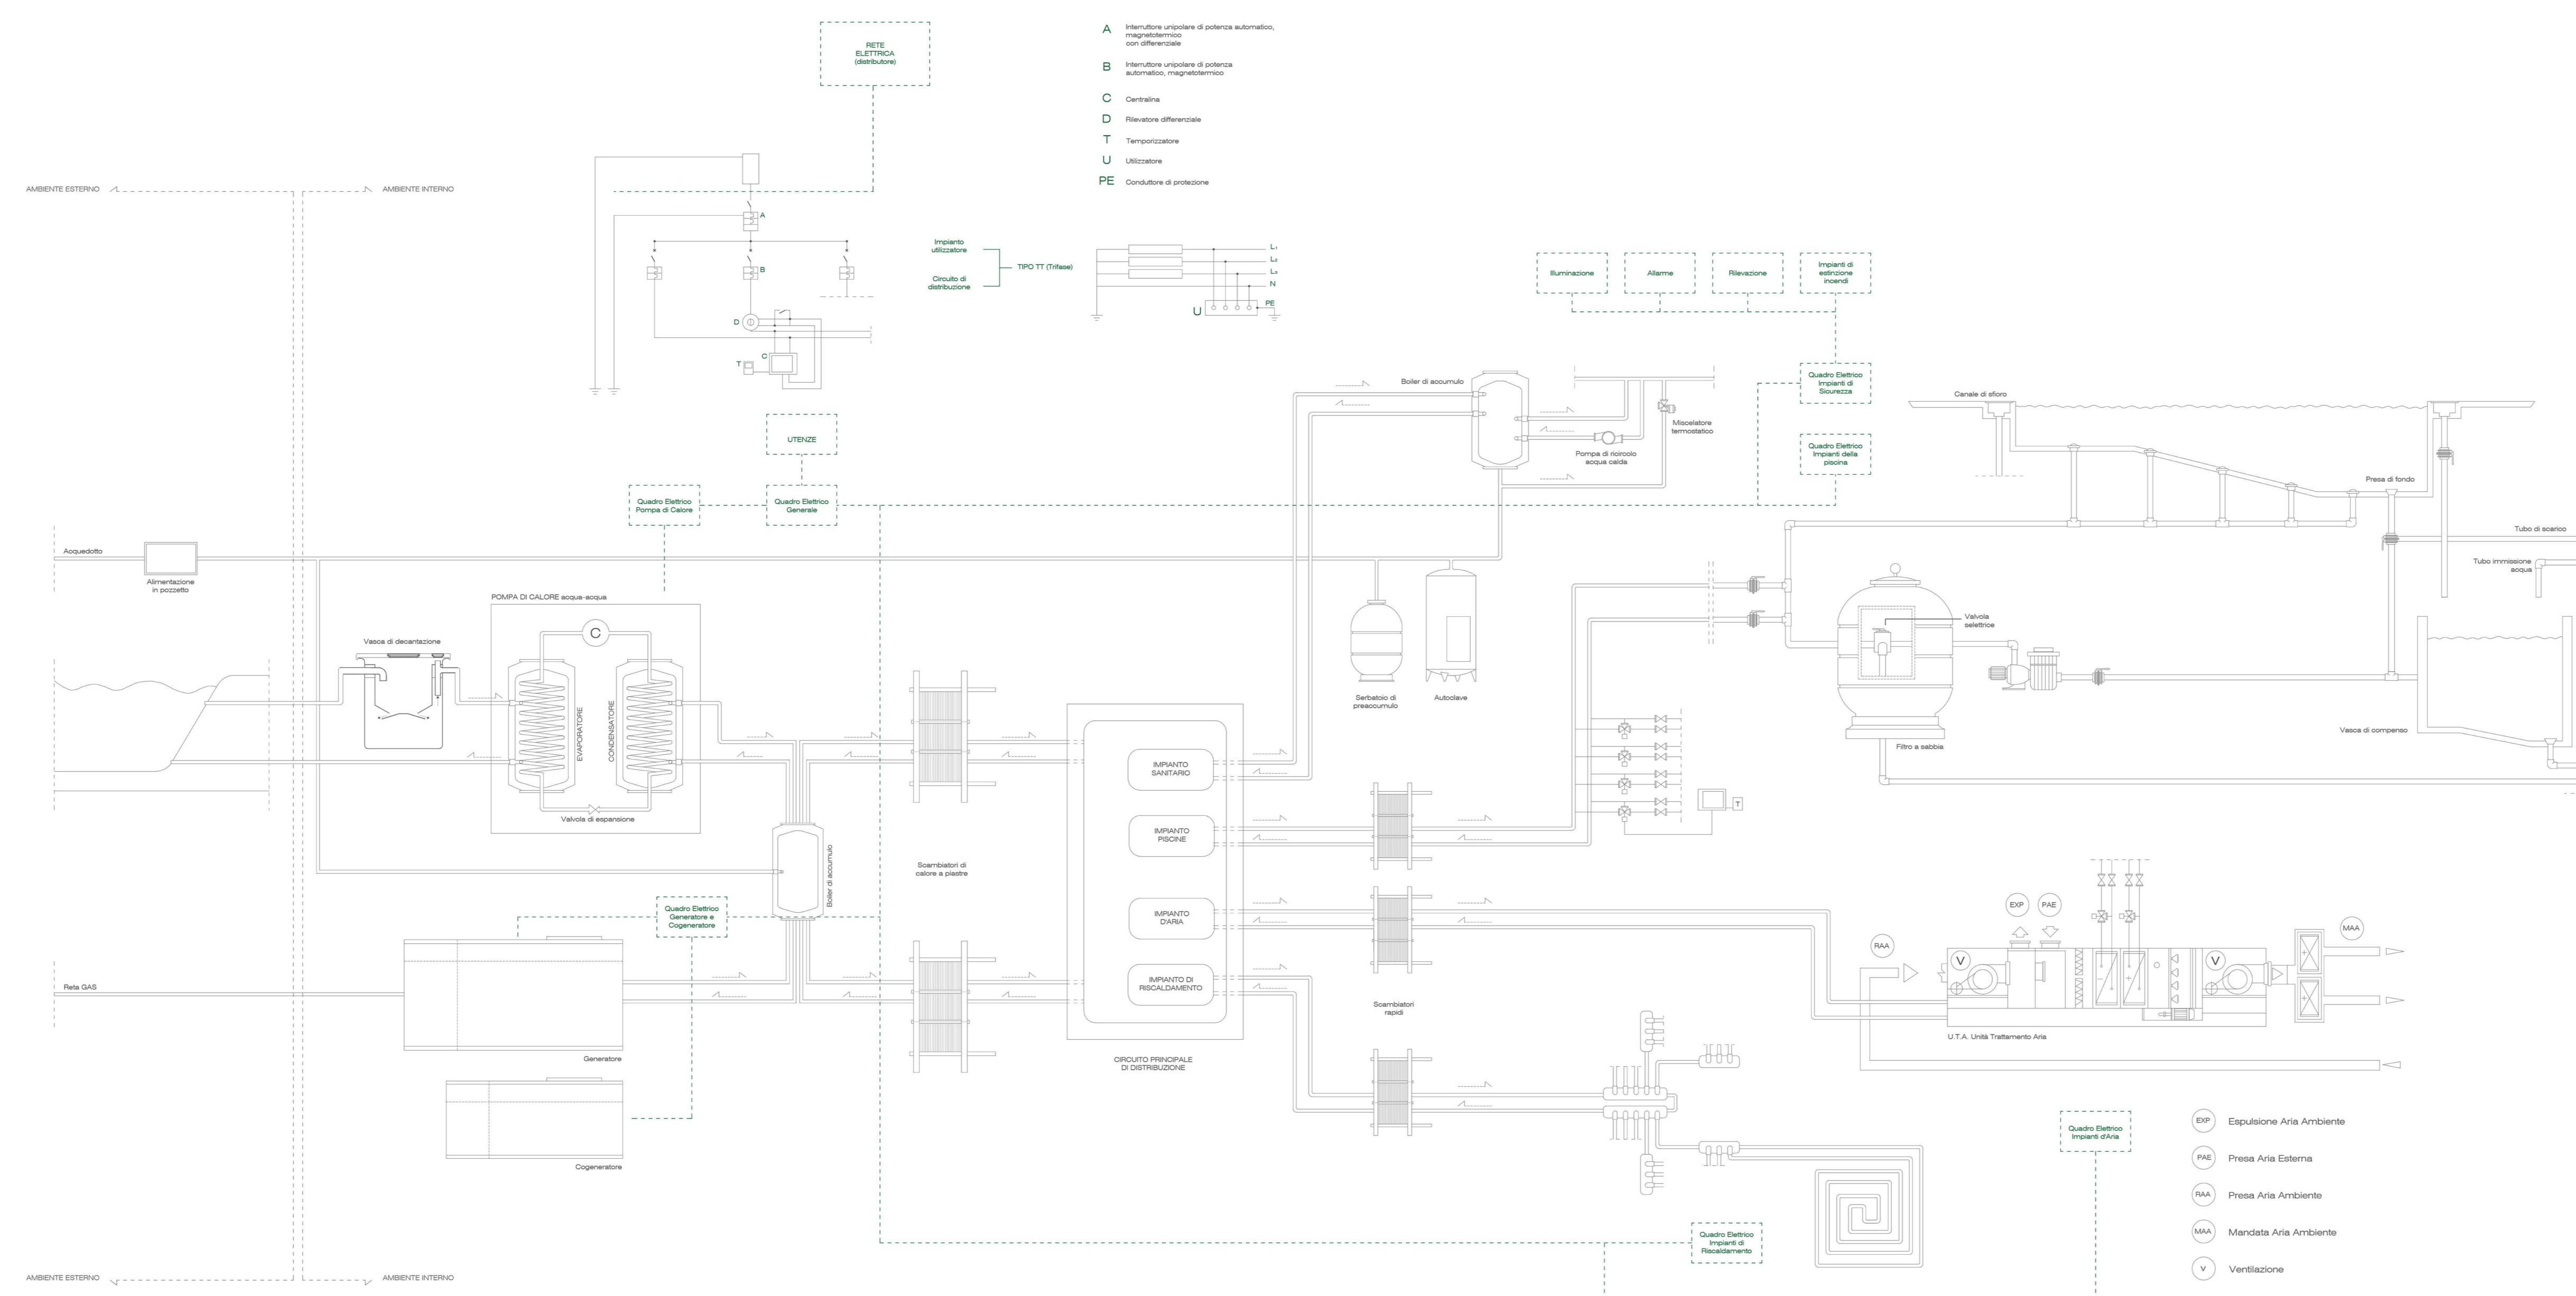 RETE
ELETTRICA
(distributore)
A
Interruttore unipolare di potenza automatico,
magnetotermico
con differenziale
B
Interruttore unipolare di potenza
automatico, magnetotermico
C
Centralina
D
Rilevatore differenziale
T
Temporizzatore
U
Utilizzatore
PE
Conduttore di protezione
AMBIENTE ESTERNO
AMBIENTE INTERNO
A
B
D
C
T
Impianto
utilizzatore
Circuito di
distribuzione
TIPO TT (Trifase)
L1
L2
L3
N
PE
U
Illuminazione
Allarme
Rilevazione
Impianti di
estinzione
incendi
Quadro Elettrico
Impianti di
Sicurezza
Quadro Elettrico
Impianti della
piscina
Boiler di accumulo
Miscelatore
termostatico
Pompa di ricircolo
acqua calda
Canale di sfioro
Presa di fondo
Tubo di scarico
Tubo immissione
acqua
UTENZE
Quadro Elettrico
Pompa di Calore
Quadro Elettrico
Generale
Acquedotto
Alimentazione
in pozzetto
POMPA DI CALORE acqua-acqua
Vasca di decantazione
C
EVAPORATORE
CONDENSATORE
Valvola di espansione
Serbatoio di
preaccumulo
Autoclave
Valvola
selettrice
Filtro a sabbia
Vasca di compenso
T
IMPIANTO
SANITARIO
IMPIANTO
PISCINE
IMPIANTO
D'ARIA
IMPIANTO DI
RISCALDAMENTO
CIRCUITO PRINCIPALE
DI DISTRIBUZIONE
Boiler di accumulo
Scambiatori di
calore a piastre
Quadro Elettrico
Generatore e
Cogeneratore
Reta GAS
Generatore
Cogeneratore
Scambiatori
rapidi
EXP
PAE
RAA
MAA
V
V
U.T.A. Unità Trattamento Aria
Quadro Elettrico
Impianti d'Aria
Quadro Elettrico
Impianti di
Riscaldamento
EXP
Espulsione Aria Ambiente
PAE
Presa Aria Esterna
RAA
Presa Aria Ambiente
MAA
Mandata Aria Ambiente
V
Ventilazione
AMBIENTE ESTERNO
AMBIENTE INTERNO